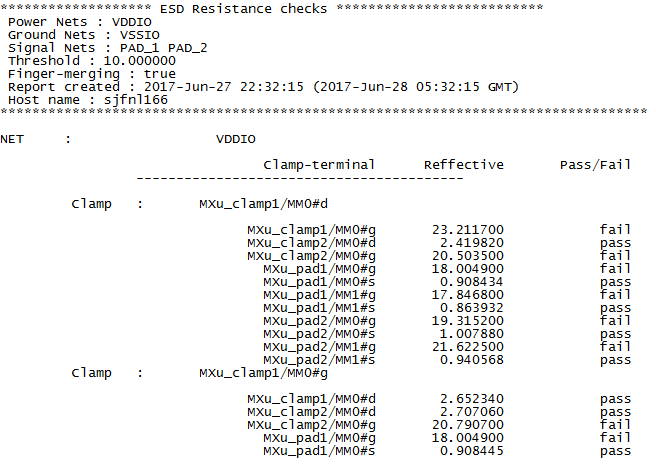 ******************* ESD Resistance checks **************************
Power Nets : VDDIO
Ground Nets : VSSIO
Signal Nets : PAD_1 PAD_2
Threshold : 10.000000
Finger-merging : true
Report created : 2017-Jun-27 22:32:15 (2017-Jun-28 05:32:15 GMT)
Host name : sjfnl166
*********************************************************************************
NET : VDDIO
Clamp-terminal Reffective Pass/Fail
-----------------------------------------
Clamp : MXu_clamp1/MM0#d
MXu_clamp1/MM0#g 23.211700 fail
MXu_clamp2/MM0#d 2.419820 pass
MXu_clamp2/MM0#g 20.503500 fail
MXu_pad1/MM0#g 18.004900 fail
MXu_pad1/MM0#s 0.908434 pass
MXu_pad1/MM1#g 17.846800 fail
MXu_pad1/MM1#s 0.863932 pass
MXu_pad2/MM0#g 19.315200 fail
MXu_pad2/MM0#s 1.007880 pass
MXu_pad2/MM1#g 21.622500 fail
MXu_pad2/MM1#s 0.940568 pass
Clamp : MXu_clamp1/MM0#g
MXu_clamp1/MM0#d 2.652340 pass
MXu_clamp2/MM0#d 2.707060 pass
MXu_clamp2/MM0#g 20.790700 fail
MXu_pad1/MM0#g 18.004900 fail
MXu_pad1/MM0#s 0.908445 pass